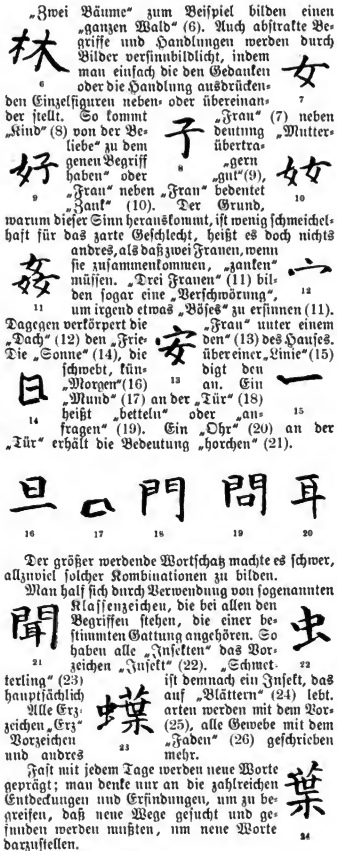 „Zwei Bäume“ zum Beispiel bilden einen
„ganzen Wald“ (6). Auch abstrakte Be-
griffe und Handlungen werden durch
Bilder versinnbildlicht, indem
man einfach die den Gedanken
oder die Handlung ausdrücken-
den Einzelfiguren neben- oder übereinan-
der stellt. So kommt „Frau“ (7) neben
„Kind“ (8) von der Be- deutung „Mutter-
liebe“ zu dem übertra-
genen Begriff „gern
haben“ oder „gut“ (9),
„Frau“ neben „Frau“ bedeutet
„Zank“ (10). Der Grund,
warum dieser Sinn herauskommt, ist wenig schmeichel-
haft für das zarte Geschlecht, heißt es doch nichts
andres, als daß zwei Frauen, wenn
sie zusammenkommen, „zanken“
müssen. „Drei Frauen“ (11) bil-
den sogar eine „Verschwörung“,
um irgend etwas „Böses“ zu ersinnen (11).
Dagegen verkörpert die „Frau“ unter einem
„Dach“ (12) den „Frie- den“ (13) des Hauses.
Die „Sonne“ (14), die über einer „Linie“ (15)
schwebt, kün- digt den
„Morgen“ (16) an. Ein
„Mund“ (17) an der „Tür“ (18)
heißt „betteln“ oder „an-
fragen“ (19). Ein „Ohr“ (20) an der
„Tür“ erhält die Bedeutung „horchen“ (21).
林
6
女
7
子
8
好
9
奻
10
姦
11
宀
12
安
13
日
14
一
15
旦 口 門 問 耳
16 17 18 19 20
Der größer werdende Wortschatz machte es schwer,
allzuviel solcher Kombinationen zu bilden.
Man half sich durch Verwendung von sogenannten
Klassenzeichen, die bei allen den
Begriffen stehen, die einer be-
stimmten Gattung angehören. So
haben alle „Insekten“ das Vor-
zeichen „Insekt“ (22). „Schmet-
terling“ (23) ist demnach ein Insekt, das
hauptsächlich auf „Blättern“ (24) lebt.
Alle Erz- arten werden mit dem Vor-
zeichen „Erz“ (25), alle Gewebe mit dem
Vorzeichen „Faden“ (26) geschrieben
und andres mehr.
Fast mit jedem Tage werden neue Worte
geprägt; man denke nur an die zahlreichen
Entdeckungen und Erfindungen, um zu be-
greifen, daß neue Wege gesucht und ge-
funden werden mußten, um neue Worte
darzustellen.
聞
21
虫
22
蝶
23
葉
24